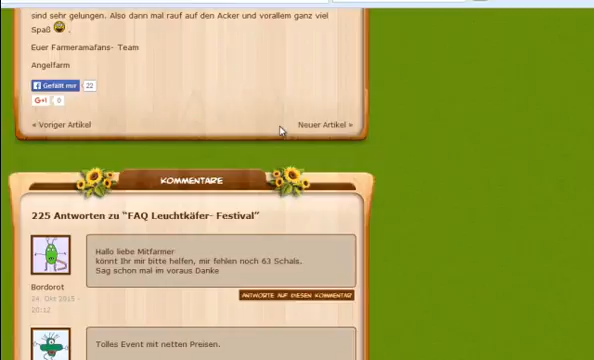 sind sehr gelungen. Also dann mal rauf auf den Acker und vorallem ganz viel
Spaß .
Euer Farmeramafans- Team
Angelfarm
Gefällt mir 22
G+1 0
« Voriger Artikel Neuer Artikel »
KOMMENTARE
225 Antworten zu "FAQ Leuchtkäfer- Festival"
Hallo liebe Mitfarmer
könnt Ihr mir bitte helfen, mir fehlen noch 63 Schals.
Sag schon mal im voraus Danke
Bordorot
24. Okt 2015 -
20:12
ANTWORTE AUF DIESEN KOMMENTAR
Tolles Event mit netten Preisen.